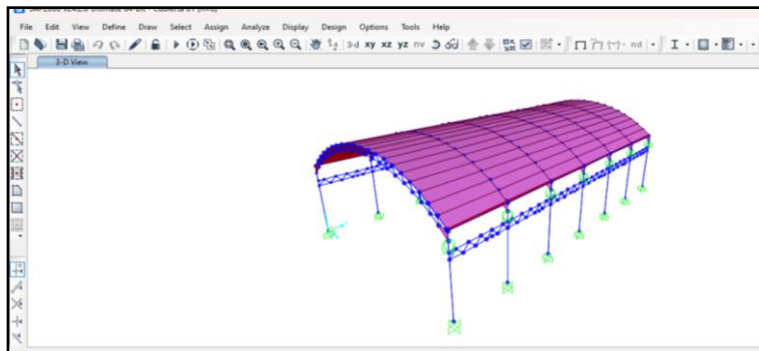 File Edit View Define Draw Select Assign Analyze Display Design Options Tools Help
3-d xy xz yz nv nd
3-D View